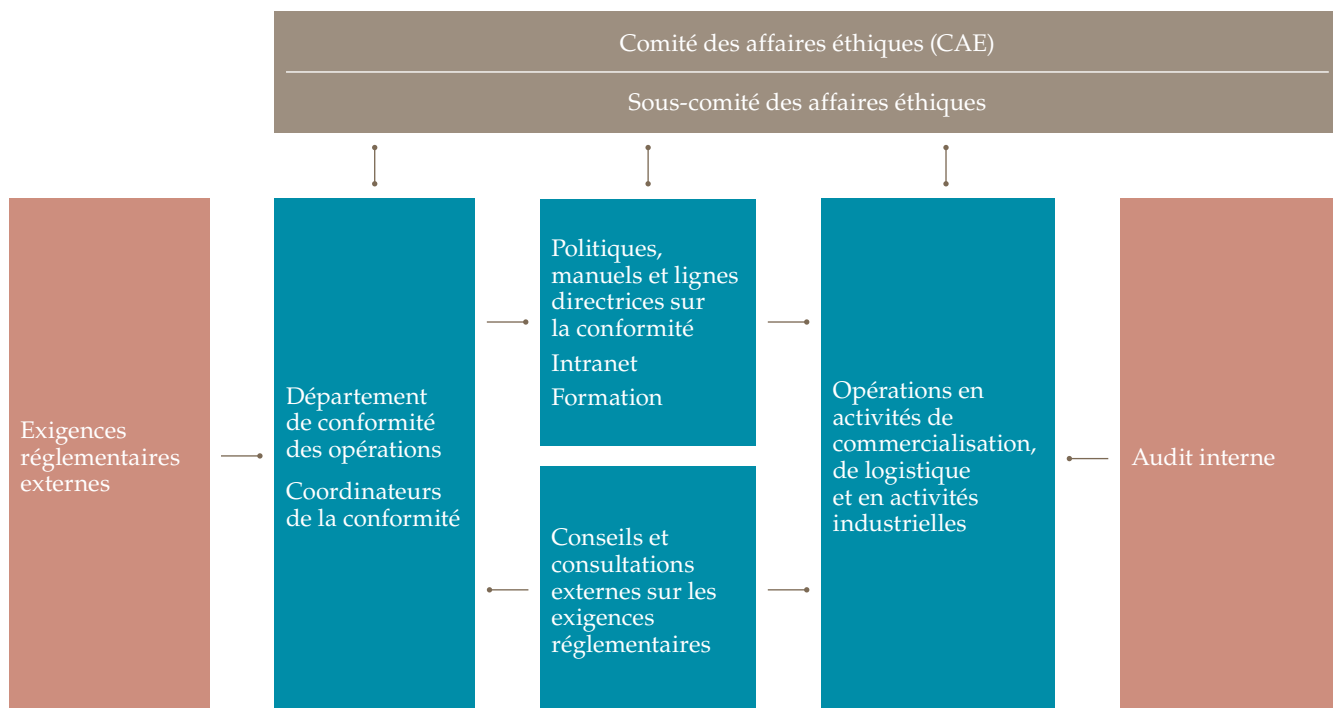 Comité des affaires éthiques (CAE)
Sous-comité des affaires éthiques
Exigences
réglementaires
externes
Département
de conformité
des opérations
Coordinateurs
de la conformité
Politiques,
manuels et lignes
directrices sur
la conformité
Intranet
Formation
Conseils et
consultations
externes sur les
exigences
réglementaires
Opérations en
activités de
commercialisation,
de logistique
et en activités
industrielles
Audit interne